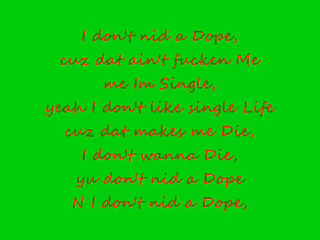 I don't nid a Dope,
cuz dat ain't fucken Me
me Im Single,
yeah I don't like single Life
cuz dat makes me Die,
I don't wanna Die,
yu don't nid a Dope
N I don't nid a Dope,